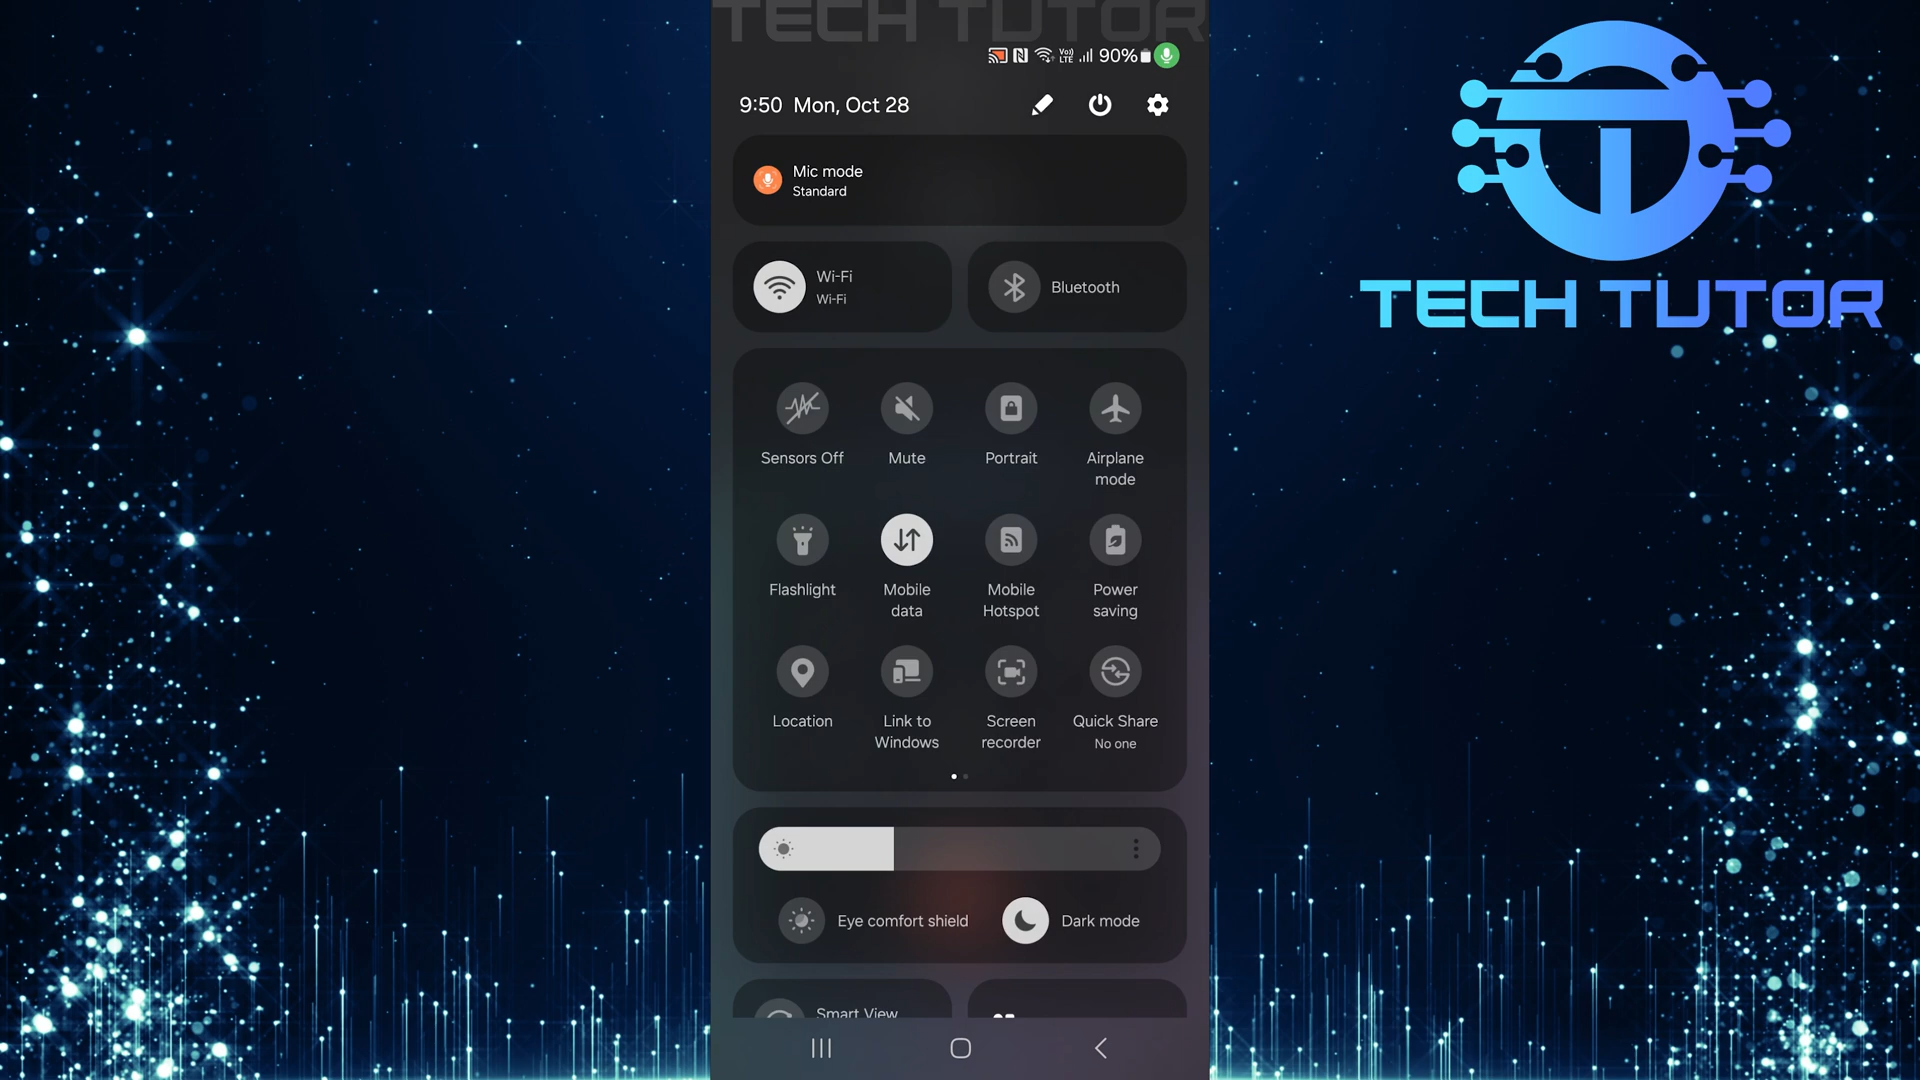 TECH TUTOR
Vo))
LTE
90%
9:50 Mon, Oct 28
Mic mode
Standard
Wi-Fi
Wi-Fi
Bluetooth
Sensors Off
Mute
Portrait
Airplane
mode
Flashlight
Mobile
data
Mobile
Hotspot
Power
saving
Location
Link to
Windows
Screen
recorder
Quick Share
No one
Eye comfort shield
Dark mode
Smart View
TECH TUTOR